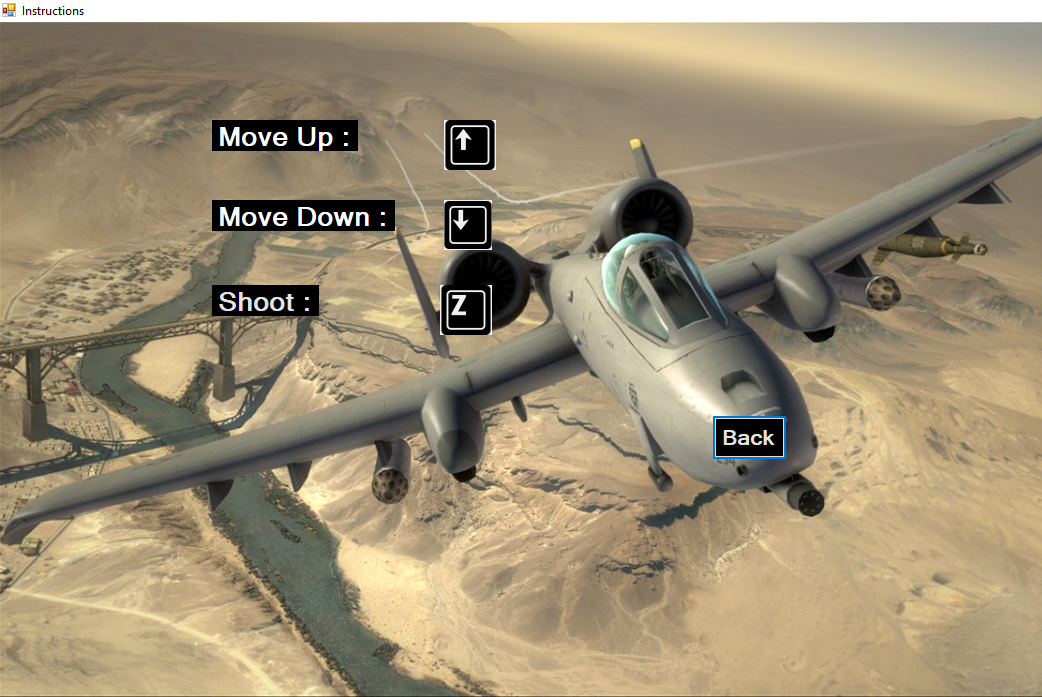 Instructions
Move Up : ↑
Move Down : ↓
Shoot : Z
Back